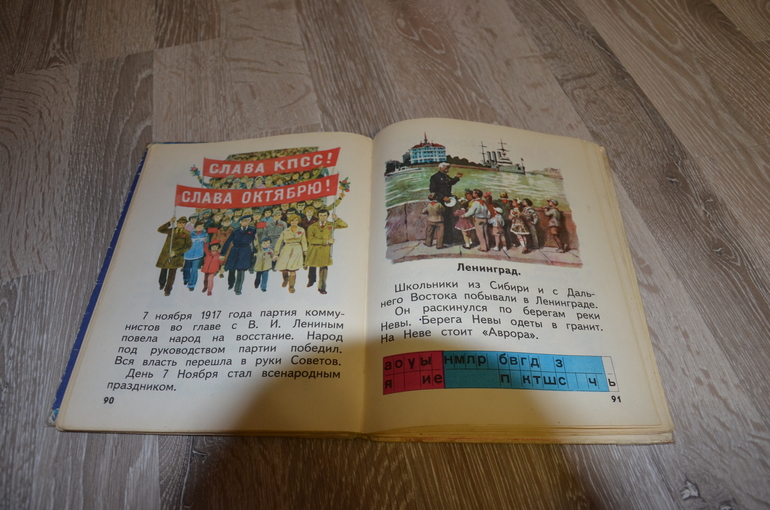 СЛАВА КПСС!
СЛАВА ОКТЯБРЮ!
7 ноября 1917 года партия комму-
нистов во главе с В. И. Лениным
повела народ на восстание. Народ
под руководством партии победил.
Вся власть перешла в руки Советов.
День 7 Ноября стал всенародным
праздником.
90
Ленинград.
Школьники из Сибири и с Даль-
него Востока побывали в Ленинграде.
Он раскинулся по берегам реки
Невы. Берега Невы одеты в гранит.
На Неве стоит «Аврора».
а о у ы н м л р б в г д з
я и е п к т ш с ч ь
91